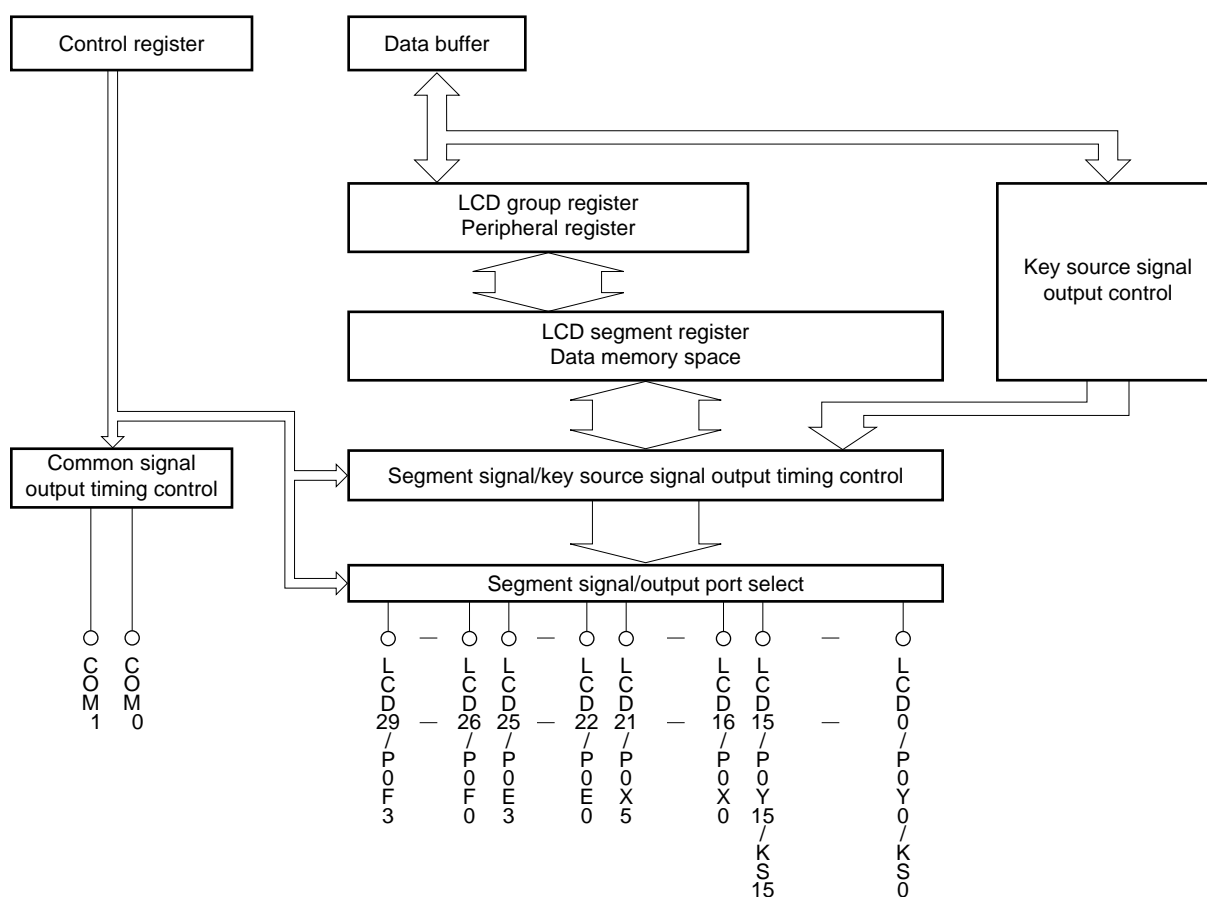 Control register
Data buffer
LCD group register
Peripheral register
Key source signal
output control
LCD segment register
Data memory space
Common signal
output timing control
Segment signal/key source signal output timing control
Segment signal/output port select
COM1
COM0
LCD29/P0F3
—
LCD26/P0F0
LCD25/P0E3
—
LCD22/P0E0
LCD21/P0X5
—
LCD16/P0X0
LCD15/P0Y15/KS15
—
LCD0/P0Y0/KS0